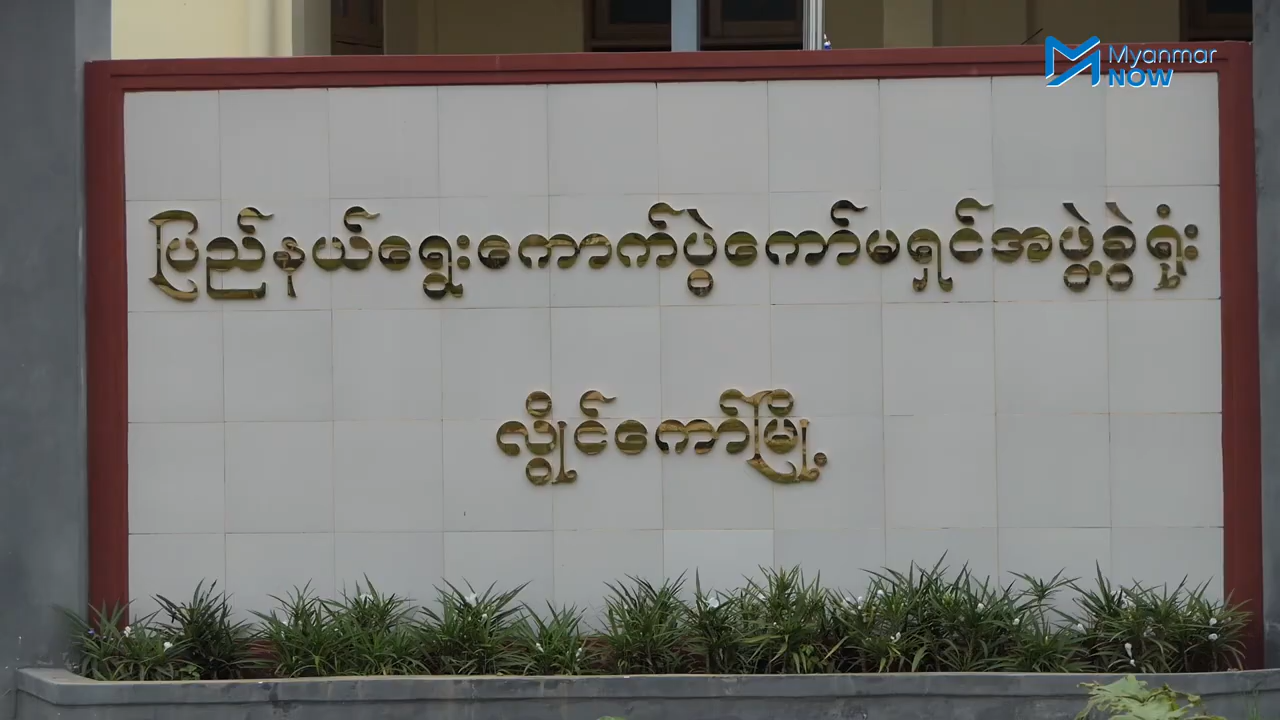 Myanmar
NOW
ပြည်နယ်ရွေးကောက်ပွဲကော်မရှင်အဖွဲ့ခွဲရုံး
လွိုင်ကော်မြို့